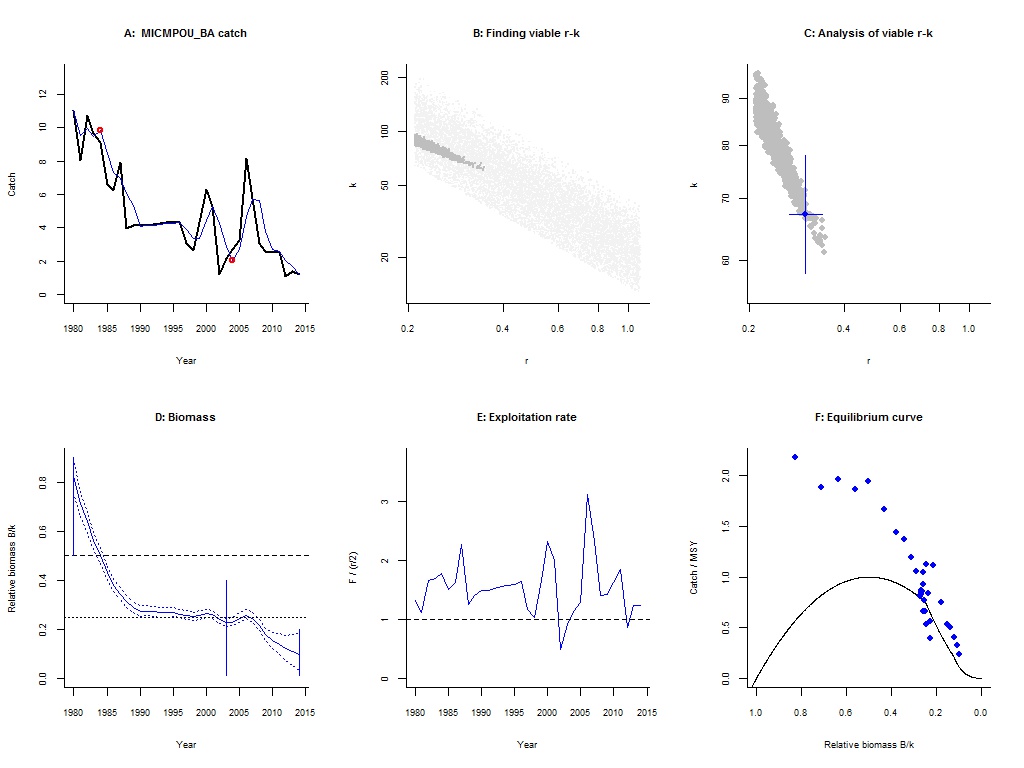 A: MICMPOU_BA catch
B: Finding viable r-k
C: Analysis of viable r-k
Catch
0 2 4 6 8 10 12
1980 1985 1990 1995 2000 2005 2010 2015
Year
k
20 50 100 200
0.2 0.4 0.6 0.8 1.0
r
k
60 70 80 90
0.2 0.4 0.6 0.8 1.0
r
D: Biomass
E: Exploitation rate
F: Equilibrium curve
Relative biomass B/k
0.0 0.2 0.4 0.6 0.8
1980 1985 1990 1995 2000 2005 2010 2015
Year
F / (r/2)
0 1 2 3
1980 1985 1990 1995 2000 2005 2010 2015
Year
Catch / MSY
0.0 0.5 1.0 1.5 2.0
1.0 0.8 0.6 0.4 0.2 0.0
Relative biomass B/k